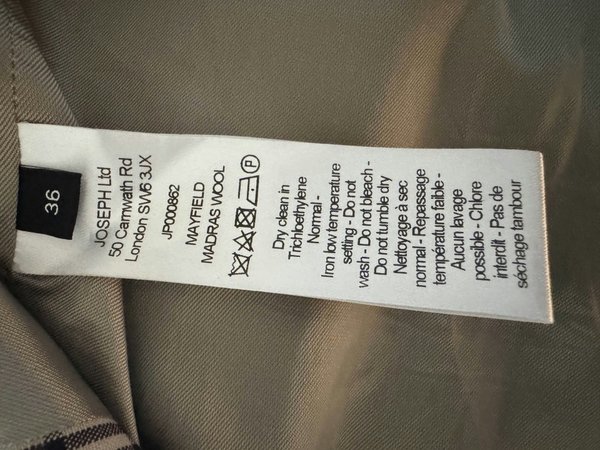 36
JOSEPH Ltd
50 Carnwath Rd
London SW6 3JX
JP000862
MAYFIELD
MADRAS WOOL
P
Dry clean in
Trichloethylene
Normal -
Iron low temperature
setting - Do not
wash - Do not bleach -
Do not tumble dry
Nettoyage á sec
normal - Repassage
température faible -
Aucun lavage
possible - Chlore
interdit - Pas de
séchage tambour